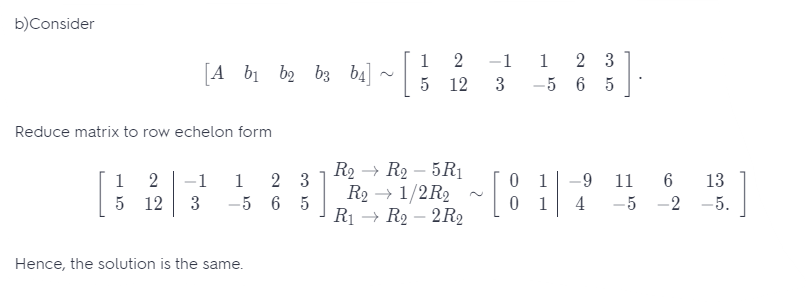 b)Consider
[A b₁ b₂ b₃ b₄] ~ [ 1 2 −1 1 2 3
5 12 3 −5 6 5 ] .
Reduce matrix to row echelon form
[ 1 2 | −1 1 2 3
5 12 | 3 −5 6 5 ]
R₂ → R₂ − 5R₁
R₂ → 1/2R₂
R₁ → R₂ − 2R₂
~ [ 0 1 | −9 11 6 13
0 1 | 4 −5 −2 −5. ]
Hence, the solution is the same.